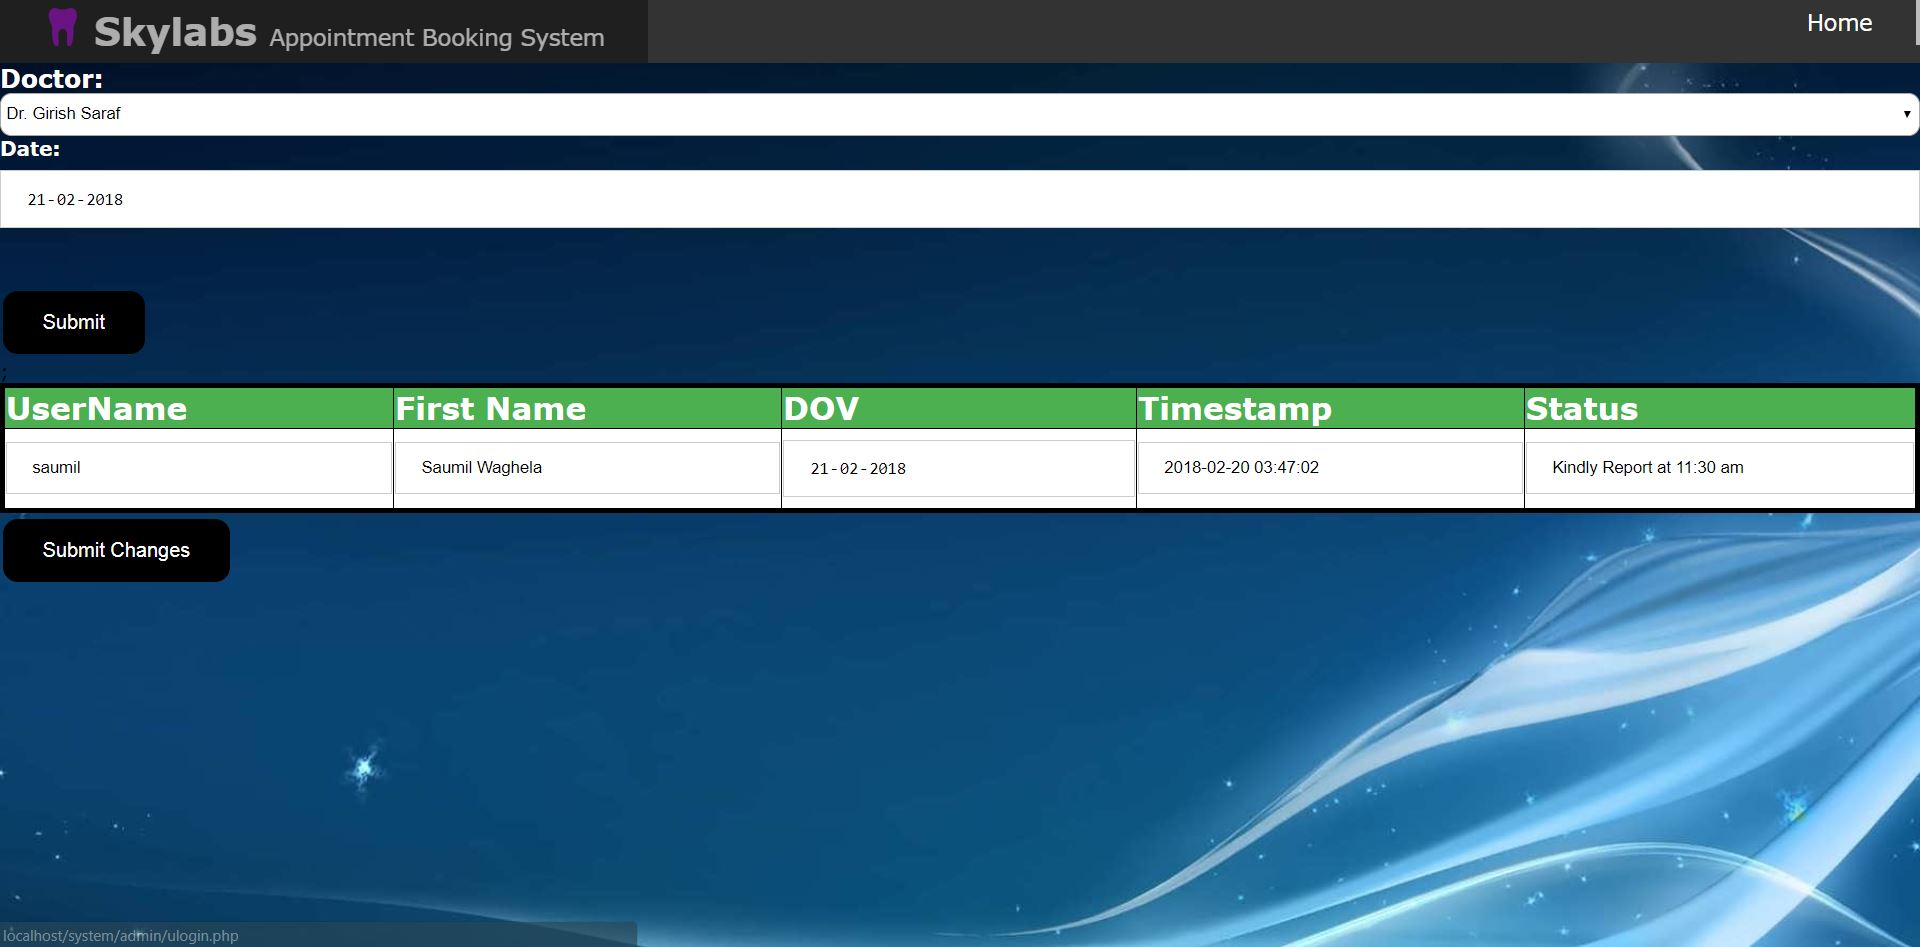 Skylabs Appointment Booking System
Home
Doctor:
Dr. Girish Saraf
Date:
21-02-2018
Submit
;
UserName First Name DOV Timestamp Status
saumil Saumil Waghela 21-02-2018 2018-02-20 03:47:02 Kindly Report at 11:30 am
Submit Changes
localhost/system/admin/ulogin.php